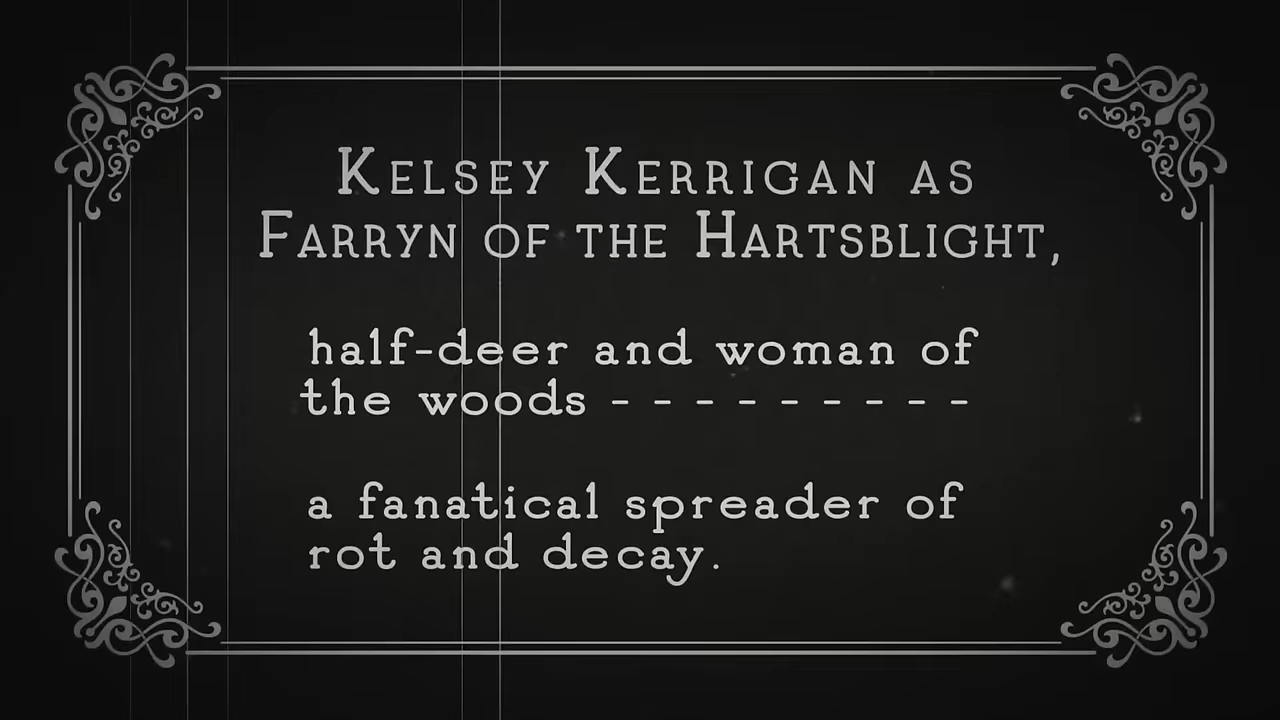 Kelsey Kerrigan as
Farryn of the Hartsblight,
half-deer and woman of
the woods - - - - - - - - -
a fanatical spreader of
rot and decay.